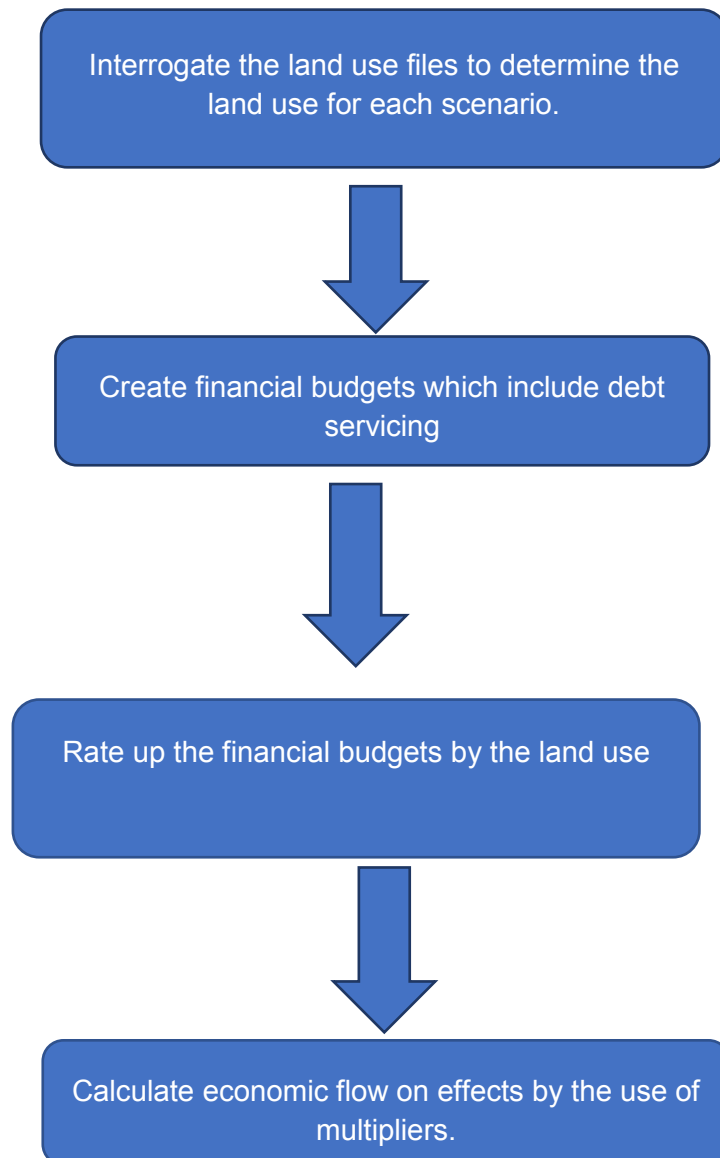 Interrogate the land use files to determine the
land use for each scenario.
Create financial budgets which include debt
servicing
Rate up the financial budgets by the land use
Calculate economic flow on effects by the use of
multipliers.